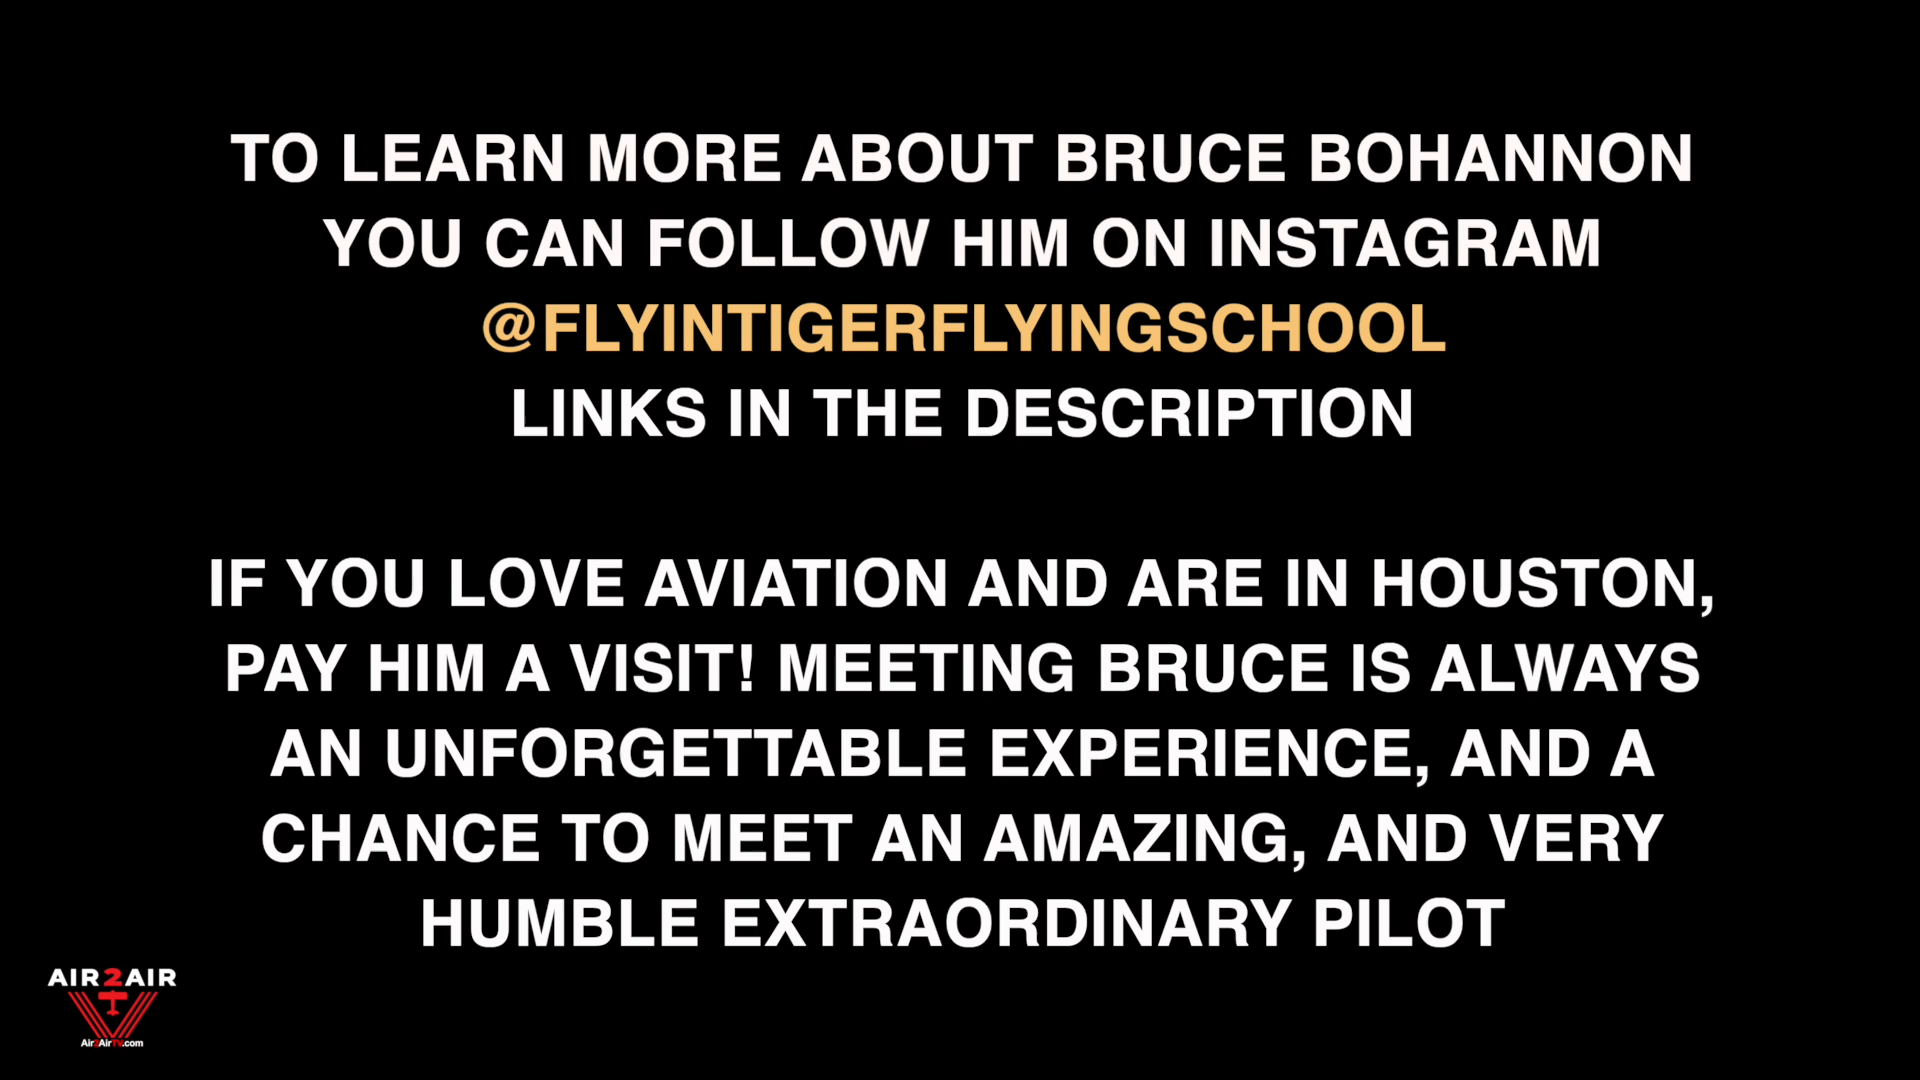 TO LEARN MORE ABOUT BRUCE BOHANNON
YOU CAN FOLLOW HIM ON INSTAGRAM
@FLYINTIGERFLYINGSCHOOL
LINKS IN THE DESCRIPTION
IF YOU LOVE AVIATION AND ARE IN HOUSTON,
PAY HIM A VISIT! MEETING BRUCE IS ALWAYS
AN UNFORGETTABLE EXPERIENCE, AND A
CHANCE TO MEET AN AMAZING, AND VERY
HUMBLE EXTRAORDINARY PILOT
AIR2AIR
Air2AirTV.com